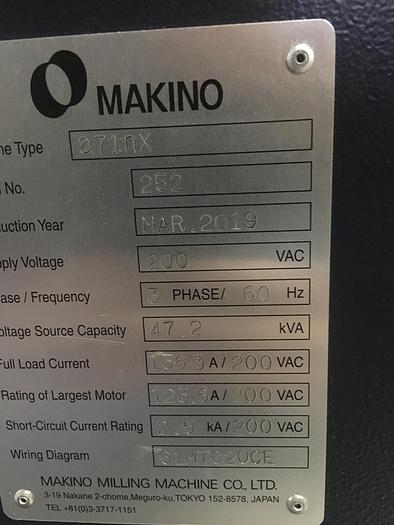 MAKINO
ne Type a71nX
No. 252
uction Year MAR.2019
pply Voltage 200 VAC
ase / Frequency 3 PHASE/ 60 Hz
oltage Source Capacity 47.2 kVA
Full Load Current 136.3 A / 200 VAC
Rating of Largest Motor A / 200 VAC
Short-Circuit Current Rating 2.5 kA / 200 VAC
Wiring Diagram
MAKINO MILLING MACHINE CO., LTD.
3-19 Nakane 2-chome, Meguro-ku, TOKYO 152-8578, JAPAN
TEL +81(0)3-3717-1151